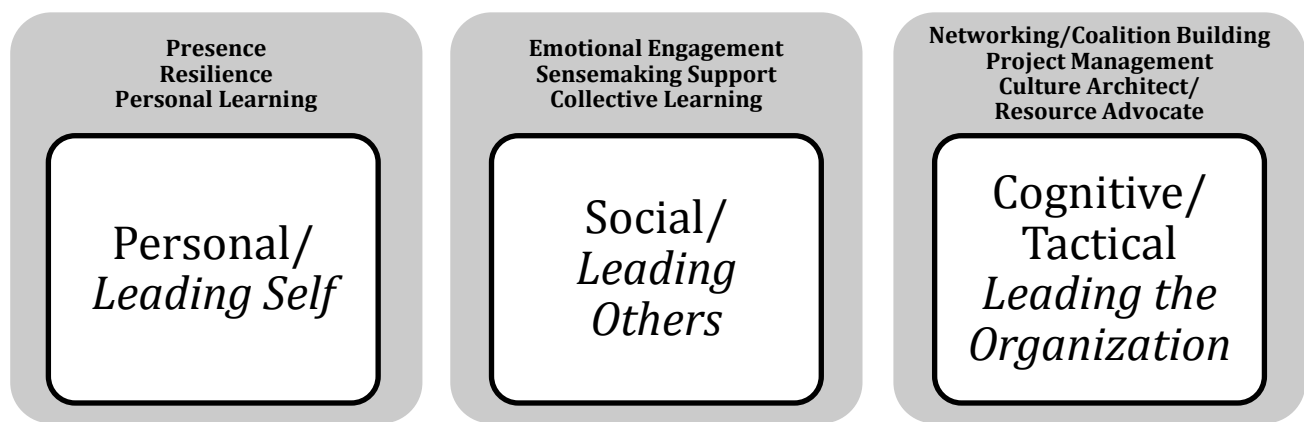 Presence
Resilience
Personal Learning
Personal/
Leading Self
Emotional Engagement
Sensemaking Support
Collective Learning
Social/
Leading
Others
Networking/Coalition Building
Project Management
Culture Architect/
Resource Advocate
Cognitive/
Tactical
Leading the
Organization